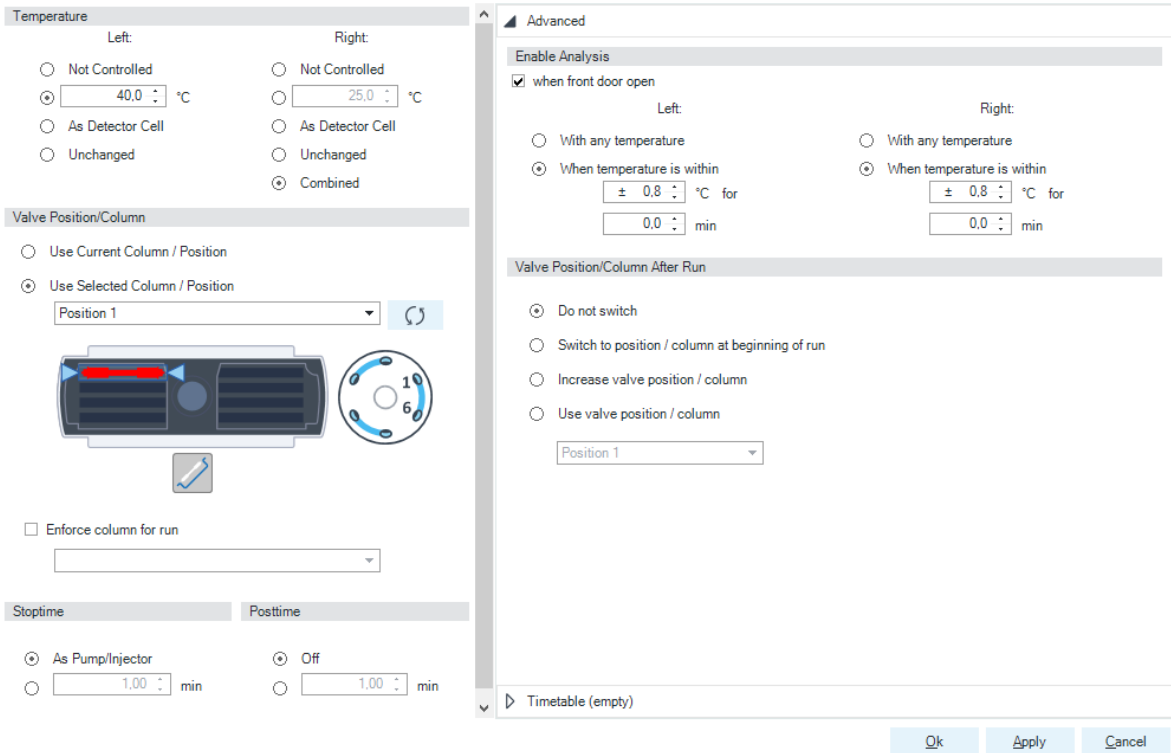 Temperature
Left: Right:
Not Controlled Not Controlled
40,0 °C 25,0 °C
As Detector Cell As Detector Cell
Unchanged Unchanged
Combined
Valve Position/Column
Use Current Column / Position
Use Selected Column / Position
Position 1
1
6
Enforce column for run
Stoptime Posttime
As Pump/Injector Off
1,00 min 1,00 min
Advanced
Enable Analysis
when front door open
Left: Right:
With any temperature With any temperature
When temperature is within When temperature is within
± 0,8 °C for ± 0,8 °C for
0,0 min 0,0 min
Valve Position/Column After Run
Do not switch
Switch to position / column at beginning of run
Increase valve position / column
Use valve position / column
Position 1
Timetable (empty)
Ok Apply Cancel